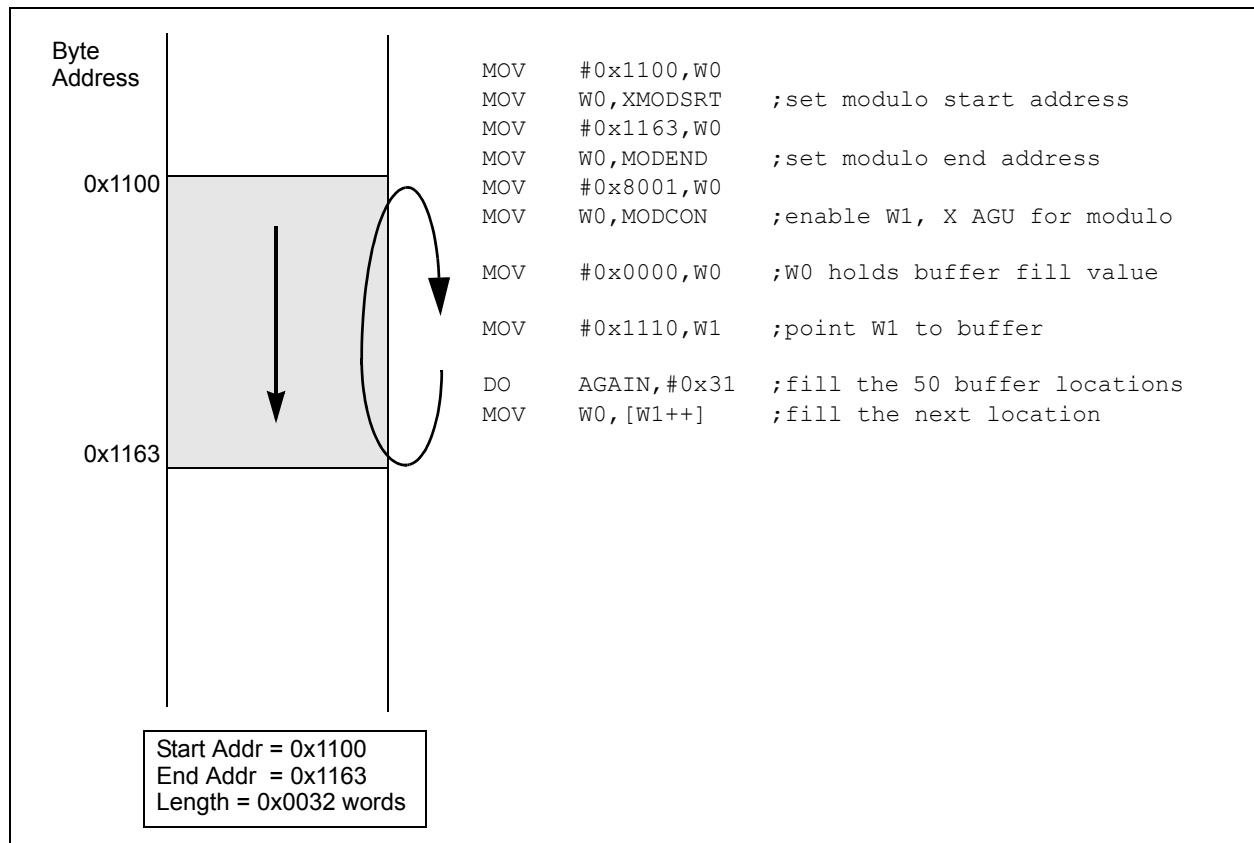 Byte
Address
0x1100
0x1163
MOV #0x1100,W0
MOV W0,XMODSRT ;set modulo start address
MOV #0x1163,W0
MOV W0,MODEND ;set modulo end address
MOV #0x8001,W0
MOV W0,MODCON ;enable W1, X AGU for modulo
MOV #0x0000,W0 ;W0 holds buffer fill value
MOV #0x1110,W1 ;point W1 to buffer
DO AGAIN,#0x31 ;fill the 50 buffer locations
MOV W0,[W1++] ;fill the next location
Start Addr = 0x1100
End Addr = 0x1163
Length = 0x0032 words